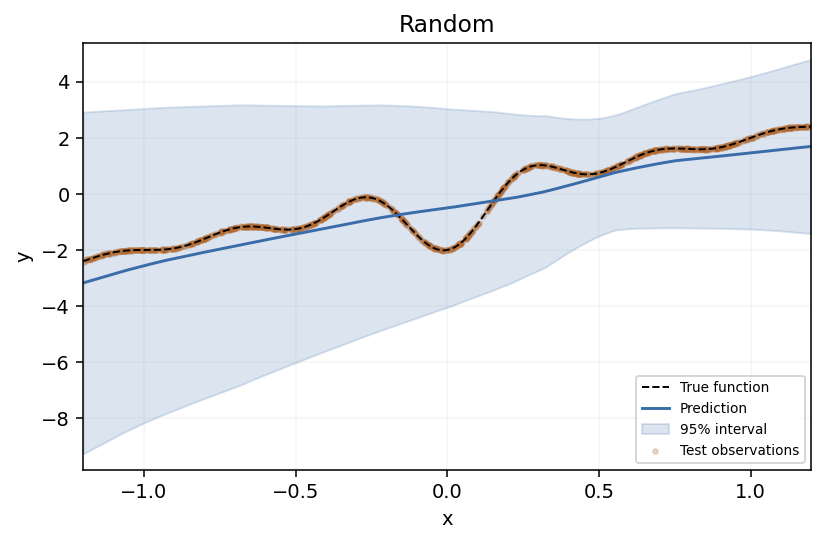 Random
4
2
0
−2
−4
−6
−8
y
True function
Prediction
95% interval
Test observations
−1.0 −0.5 0.0 0.5 1.0
x